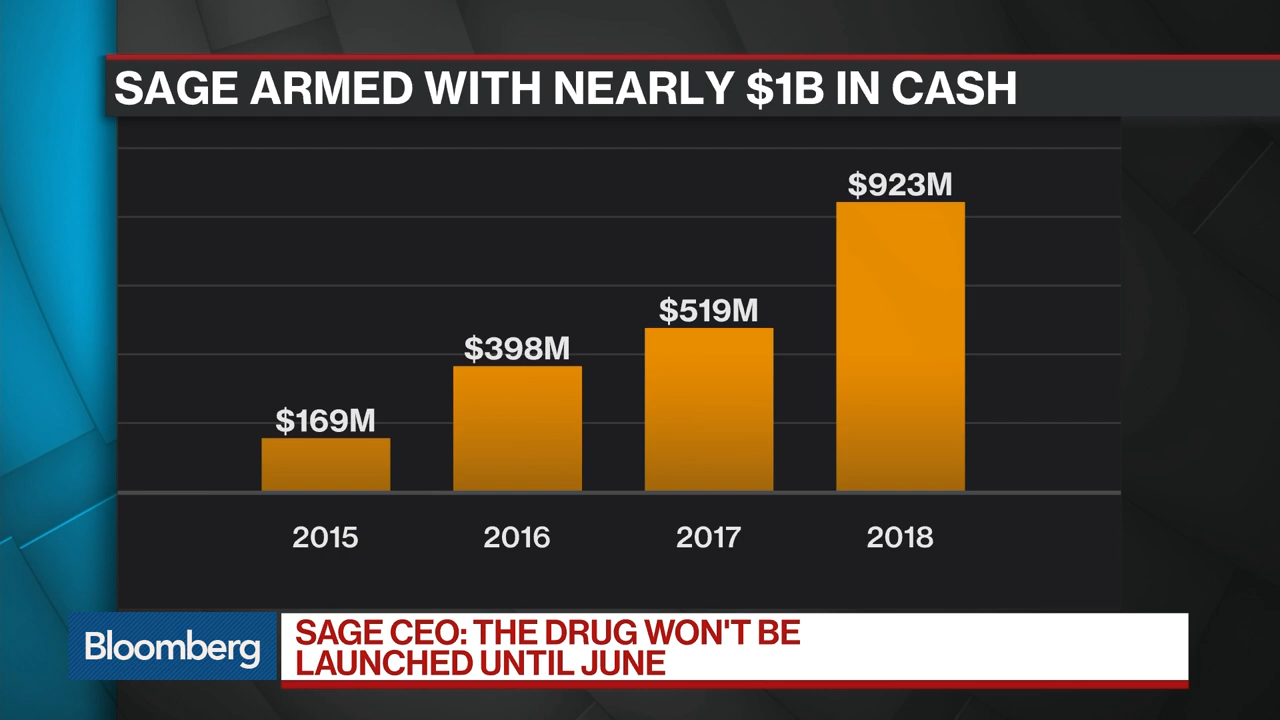 SAGE ARMED WITH NEARLY $1B IN CASH
$923M
$519M
$398M
$169M
2015 2016 2017 2018
Bloomberg
SAGE CEO: THE DRUG WON'T BE
LAUNCHED UNTIL JUNE